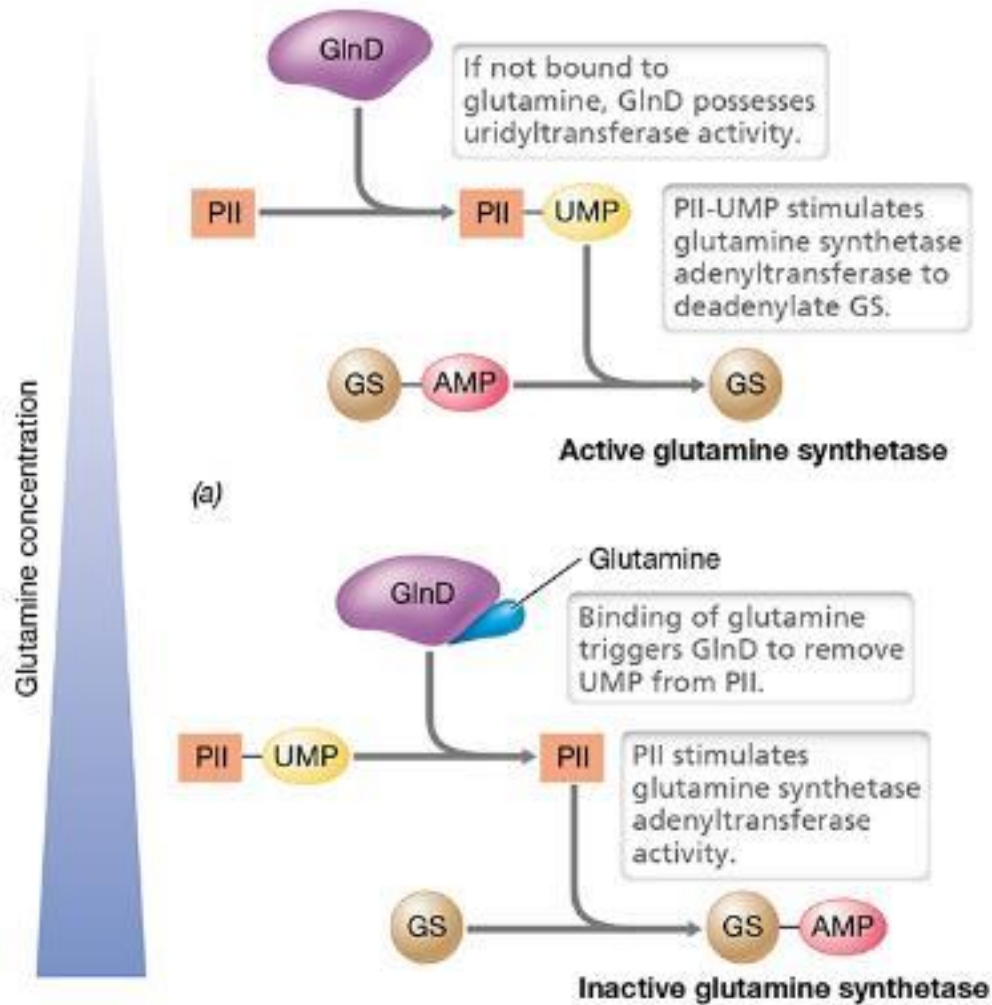 GlnD
If not bound to
glutamine, GlnD possesses
uridyltransferase activity.
PII
PII
UMP
PII-UMP stimulates
glutamine synthetase
adenyltransferase to
deadenylate GS.
GS
AMP
GS
Active glutamine synthetase
Glutamine concentration
(a)
Glutamine
GlnD
Binding of glutamine
triggers GlnD to remove
UMP from PII.
PII
UMP
PII
PII stimulates
glutamine synthetase
adenyltransferase
activity.
GS
GS
AMP
Inactive glutamine synthetase